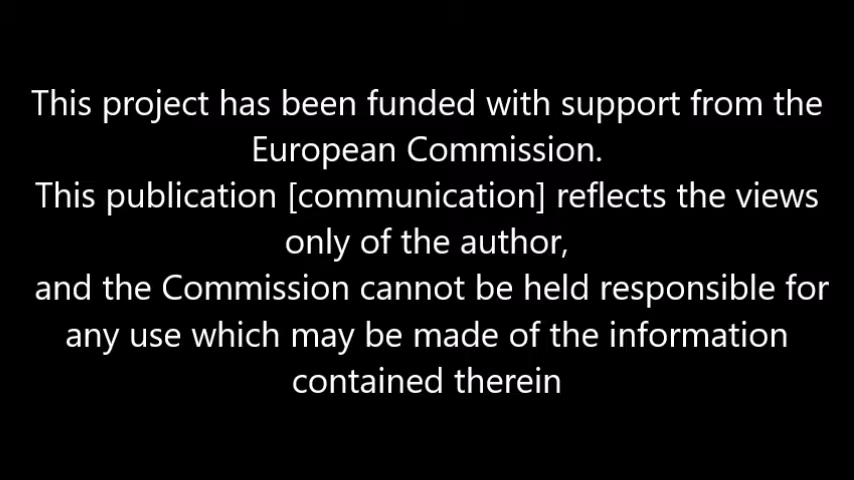 This project has been funded with support from the
European Commission.
This publication [communication] reflects the views
only of the author,
and the Commission cannot be held responsible for
any use which may be made of the information
contained therein